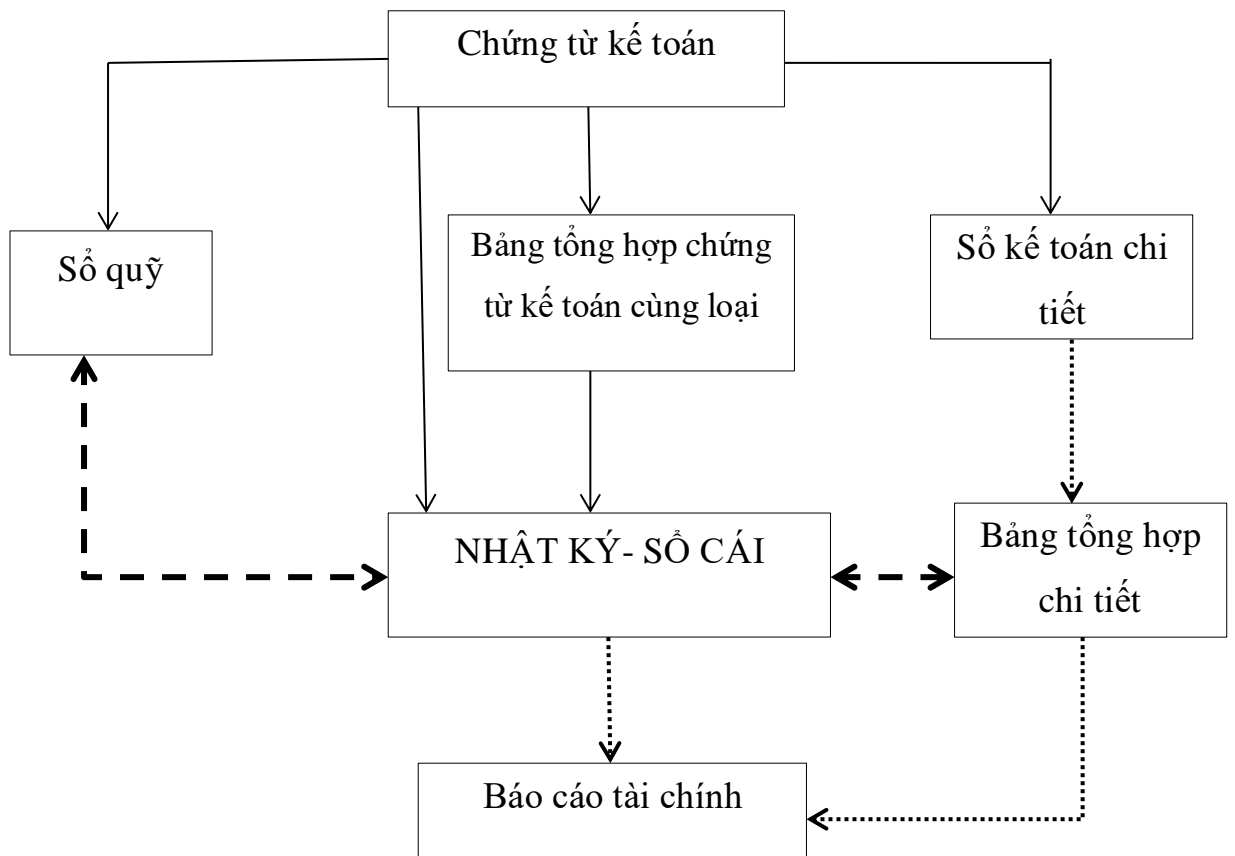 Chứng từ kế toán
Sổ quỹ
Bảng tổng hợp chứng
từ kế toán cùng loại
Sổ kế toán chi
tiết
NHẬT KÝ- SỔ CÁI
Bảng tổng hợp
chi tiết
Báo cáo tài chính